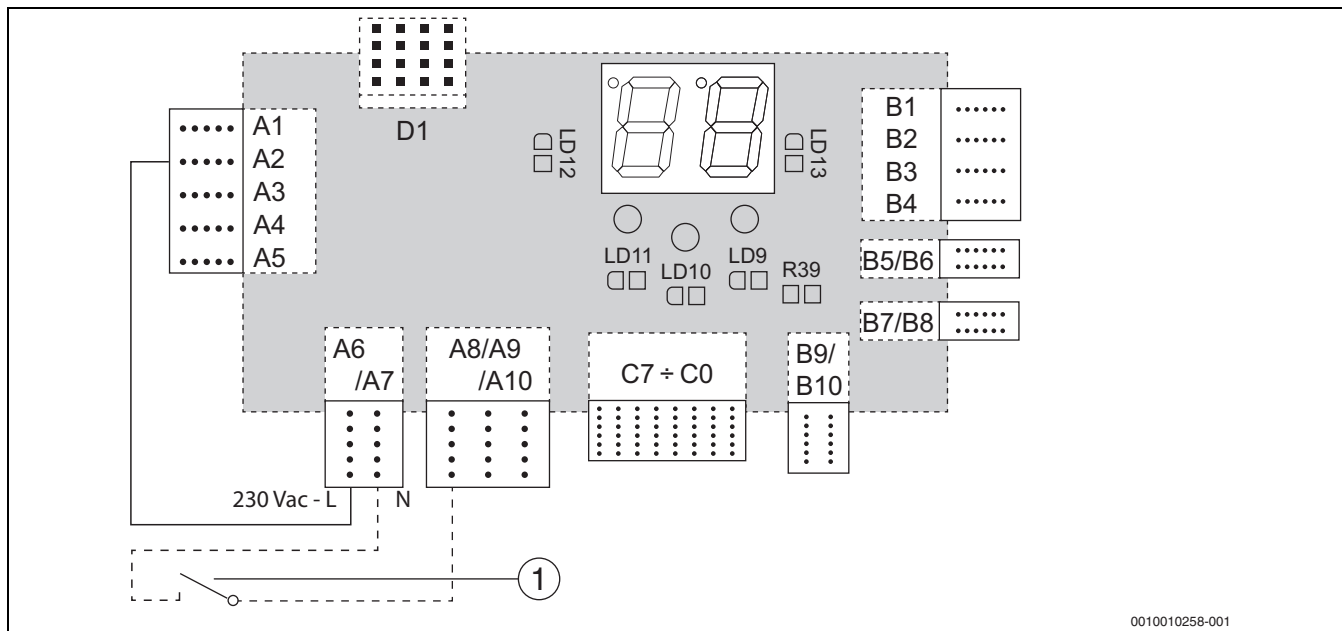 D1
A1
A2
A3
A4
A5
LD12
LD13
B1
B2
B3
B4
B5/B6
B7/B8
LD11
LD10
LD9
R39
A6
/A7
A8/A9
/A10
C7 ÷ C0
B9/
B10
230 Vac - L
N
1
0010010258-001